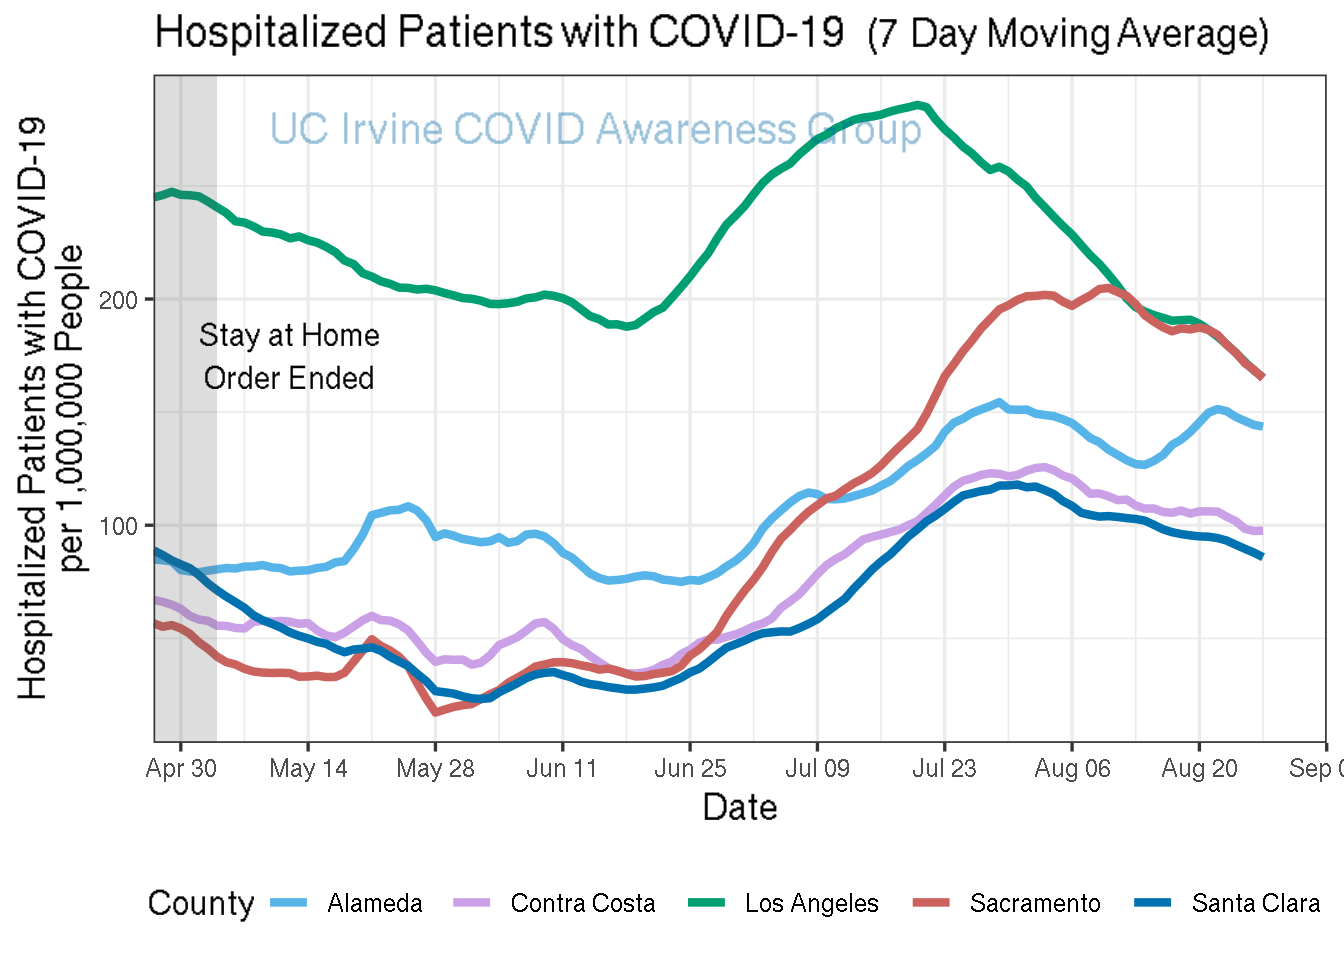 Hospitalized Patients with COVID-19 (7 Day Moving Average)
UC Irvine COVID Awareness Group
Hospitalized Patients with COVID-19
per 1,000,000 People
200
100
Stay at Home
Order Ended
Apr 30 May 14 May 28 Jun 11 Jun 25 Jul 09 Jul 23 Aug 06 Aug 20 Sep
Date
County Alameda Contra Costa Los Angeles Sacramento Santa Clara